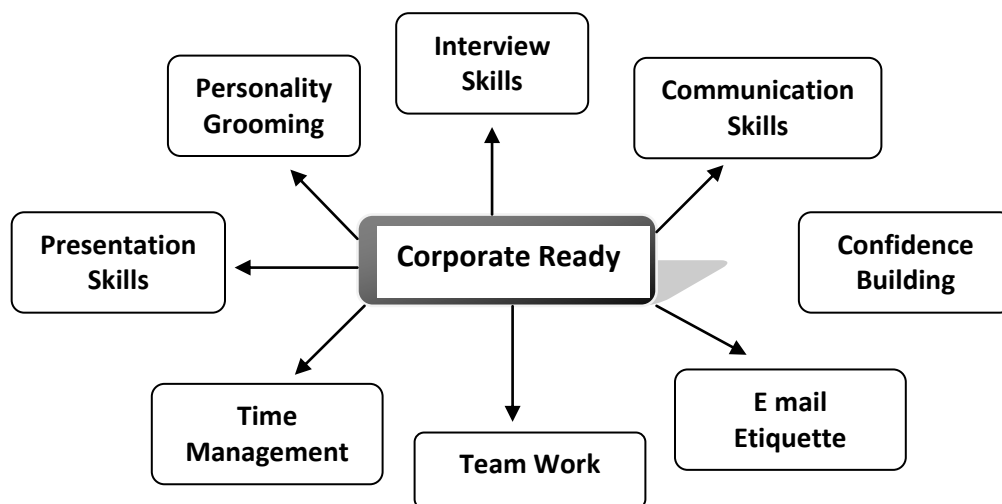 Interview
Skills
Personality
Grooming
Communication
Skills
Presentation
Skills
Corporate Ready
Confidence
Building
Time
Management
Team Work
E mail
Etiquette